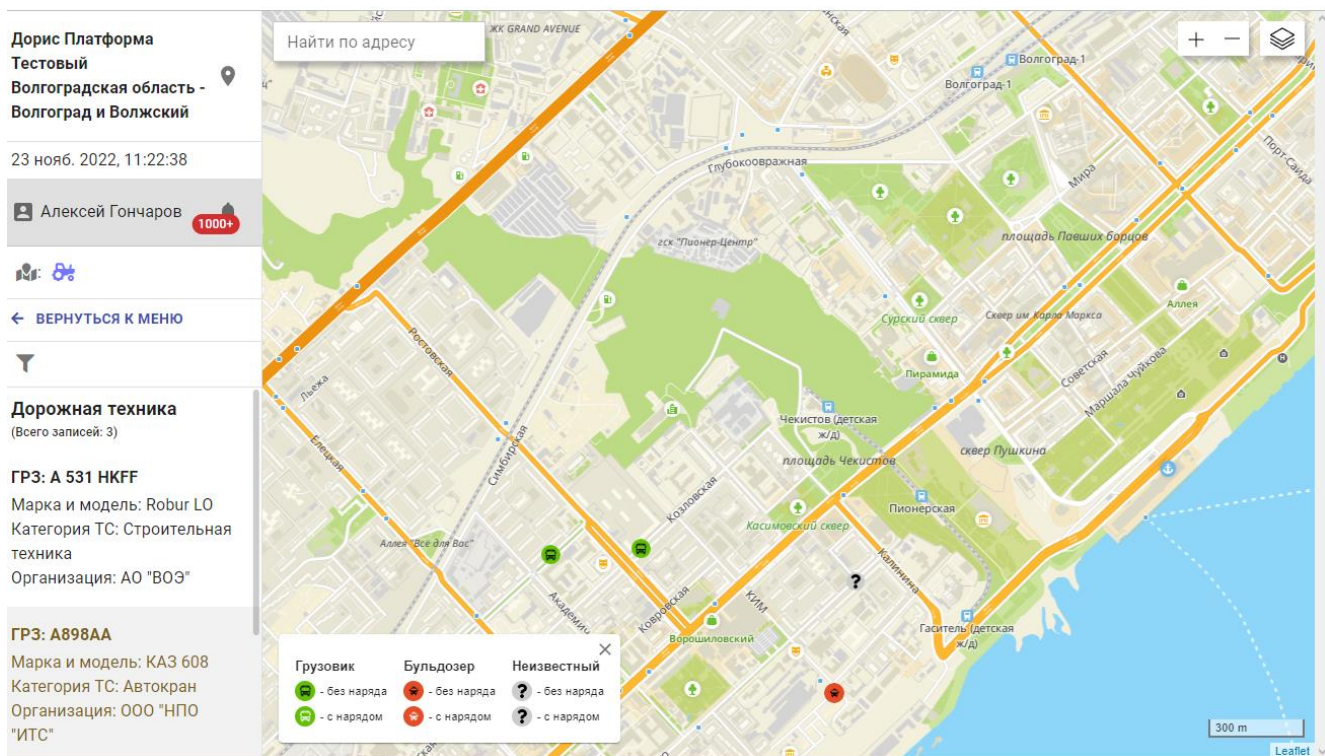 Дорис Платформа
Тестовый
Волгоградская область -
Волгоград и Волжский
23 нояб. 2022, 11:22:38
Алексей Гончаров
1000+
ВЕРНУТЬСЯ К МЕНЮ
Дорожная техника
(Всего записей: 3)
ГРЗ: А 531 HKFF
Марка и модель: Robur LO
Категория ТС: Строительная
техника
Организация: АО "ВОЭ"
ГРЗ: А898АА
Марка и модель: КАЗ 608
Категория ТС: Автокран
Организация: ООО "НПО
"ИТС"
Найти по адресу
ЖК GRAND AVENUE
Волгоград-1
Волгоград-1
Глубокоовражная
Мира
Порт-Саида
гск "Пионер-Центр"
площадь Павших борцов
Аллея
Сурский сквер
Сквер им Карла Маркса
Ростовская
Пирамида
Советская
Маршала Чуйкова
Льежа
Чекистов (детская
ж/д)
Елецкая
Симбирская
площадь Чекистов
сквер Пушкина
Козловская
Касимовский сквер
Пионерская
Аллея "Все для Вас"
Калинина
Ковровская
КИМ
Ворошиловский
Гаситель (детская
ж/д)
Грузовик
Бульдозер
Неизвестный
- без наряда
- без наряда
? - без наряда
- с нарядом
- с нарядом
? - с нарядом
?
300 m
Leaflet